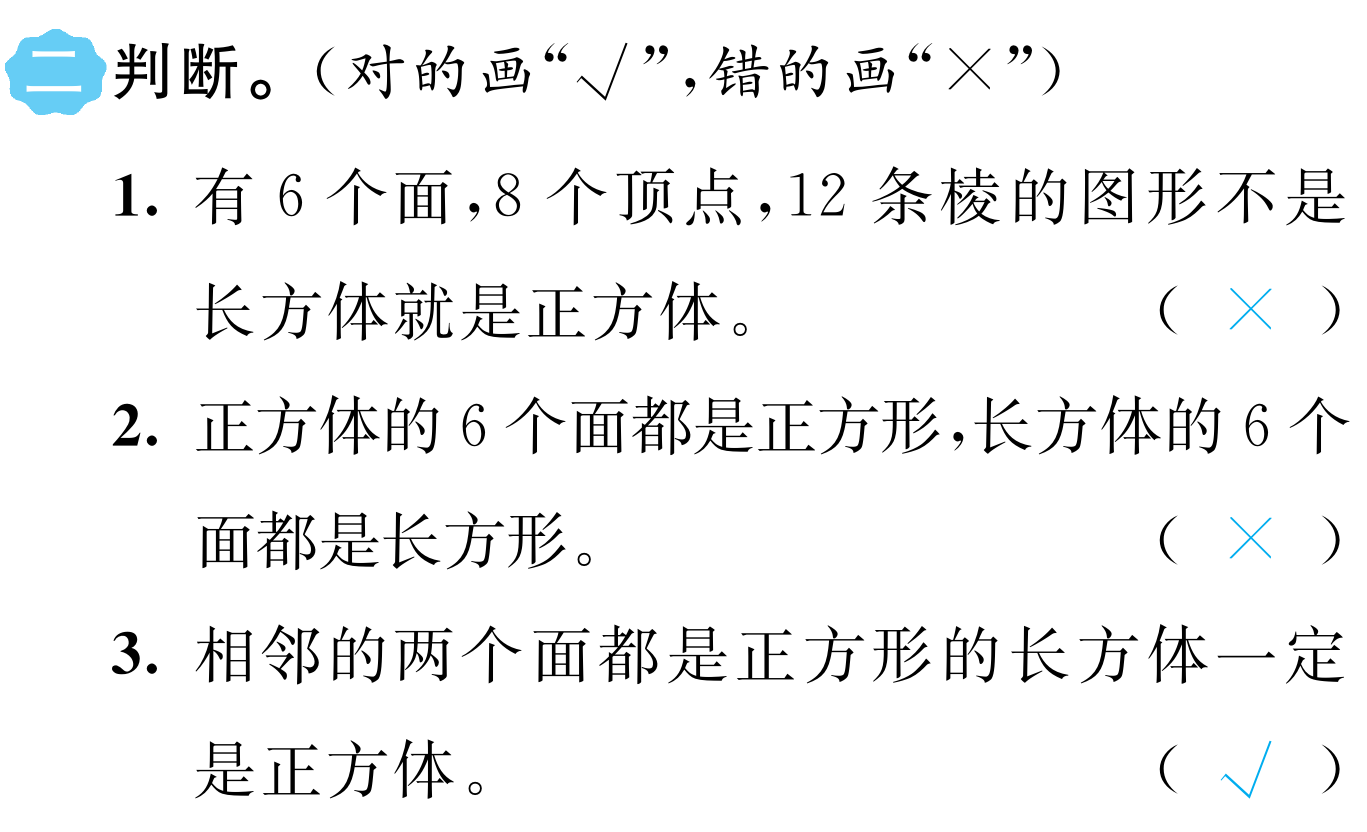 二 判断。(对的画“√”,错的画“×”)
1. 有 6 个面,8 个顶点,12 条棱的图形不是
长方体就是正方体。 ( × )
2. 正方体的 6 个面都是正方形,长方体的 6 个
面都是长方形。 ( × )
3. 相邻的两个面都是正方形的长方体一定
是正方体。 ( √ )